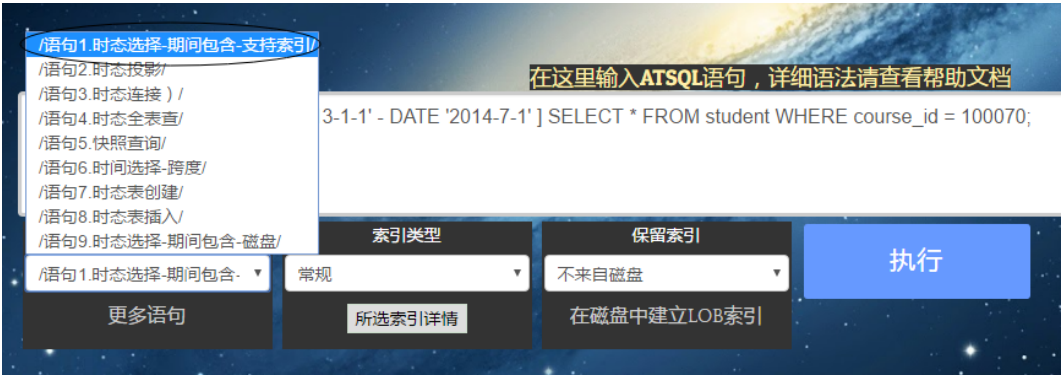 /语句1.时态选择-期间包含-支持索引/
/语句2.时态投影/
/语句3.时态连接）/
/语句4.时态全表查/
/语句5.快照查询/
/语句6.时间选择-跨度/
/语句7.时态表创建/
/语句8.时态表插入/
/语句9.时态选择-期间包含-磁盘/
在这里输入ATSQL语句，详细语法请查看帮助文档
3-1-1' - DATE '2014-7-1' ] SELECT * FROM student WHERE course_id = 100070;
索引类型
保留索引
/语句1.时态选择-期间包含-
常规
不来自磁盘
执行
更多语句
所选索引详情
在磁盘中建立LOB索引